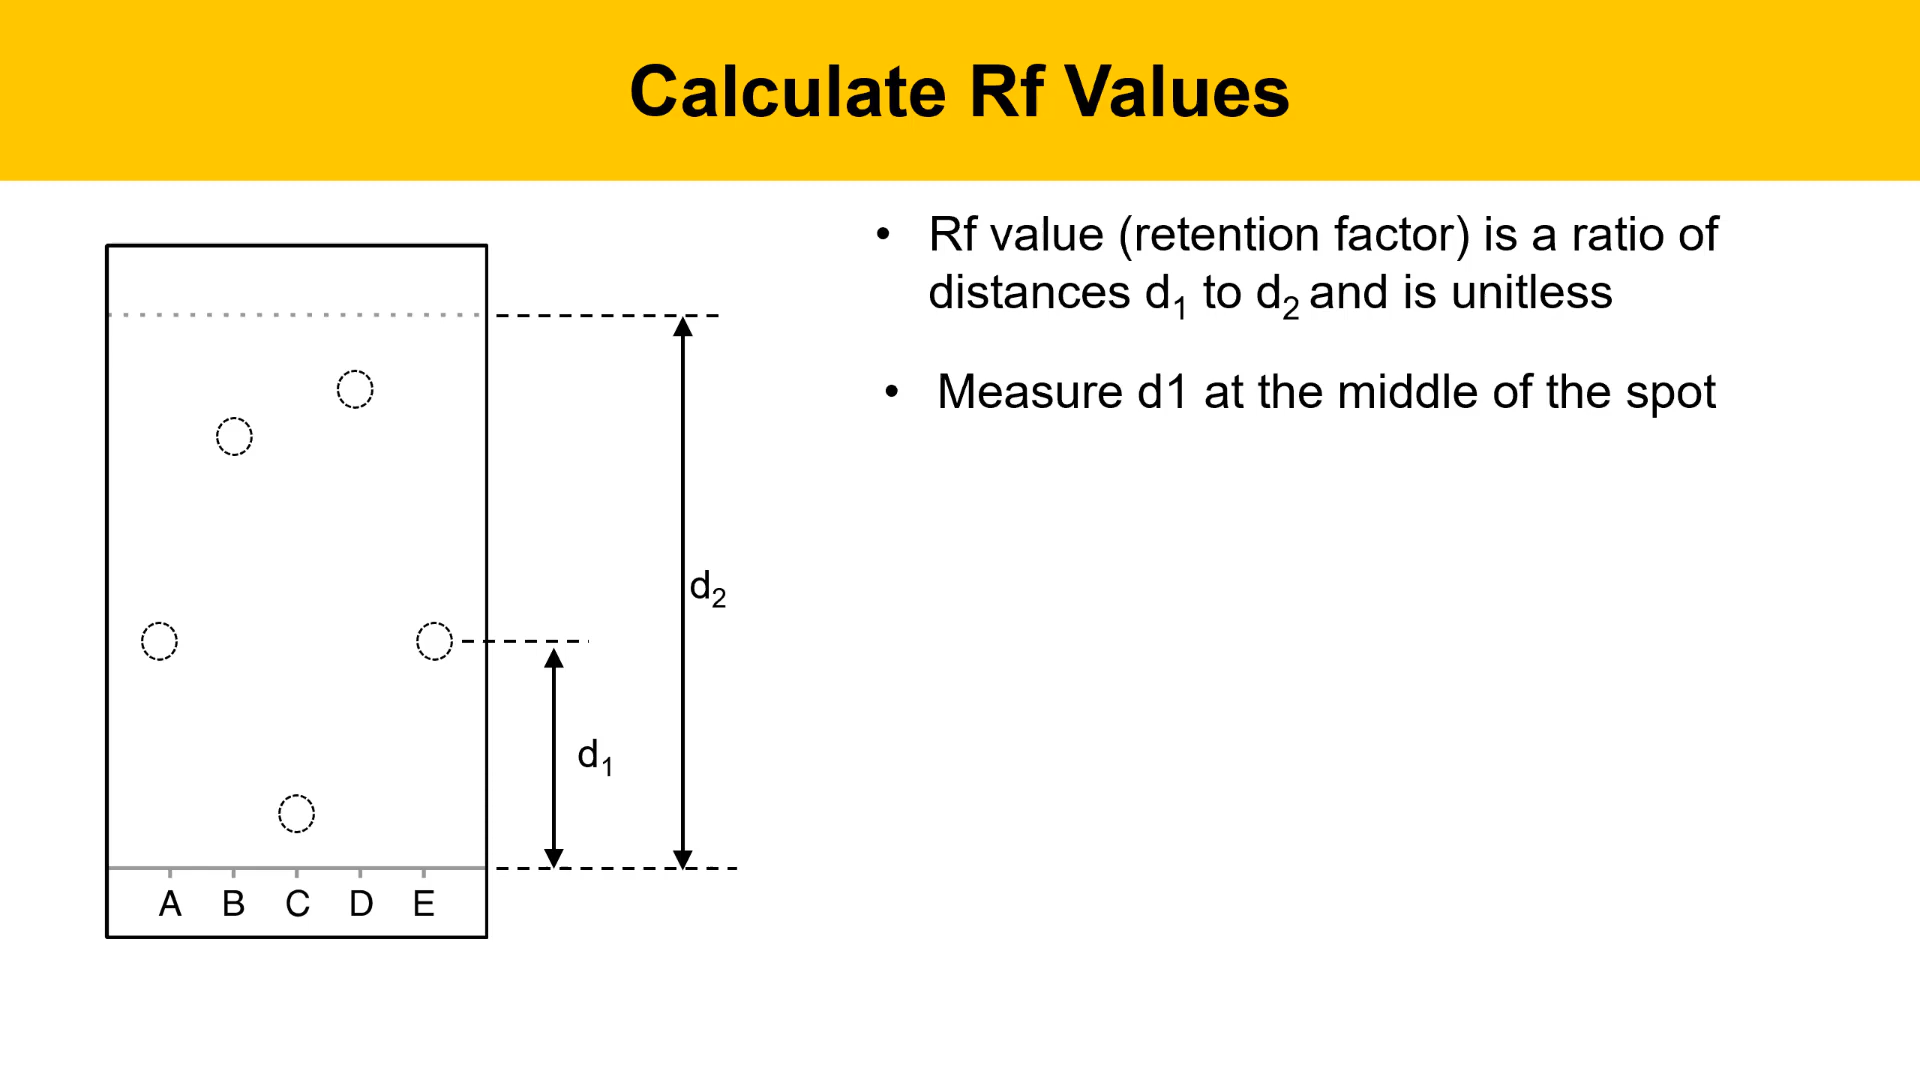 Calculate Rf Values
• Rf value (retention factor) is a ratio of
distances d₁ to d₂ and is unitless
• Measure d1 at the middle of the spot
d₂
d₁
A B C D E